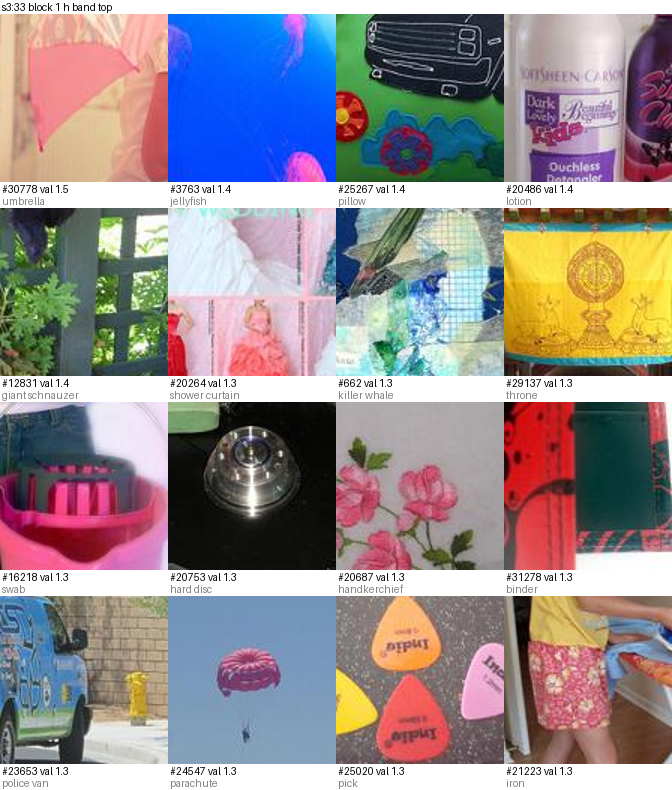 s3:33 block 1 h band top
SOFTSHEEN·CARSON
Dark
and
Lovely
Beautiful
Beginnings
Kids
Ouchless
Detangler
#30778 val 1.5
umbrella
#3763 val 1.4
jellyfish
#25267 val 1.4
pillow
#20486 val 1.4
lotion
WEDDING
#12831 val 1.4
giant schnauzer
#20264 val 1.3
shower curtain
#662 val 1.3
killer whale
#29137 val 1.3
throne
#16218 val 1.3
swab
#20753 val 1.3
hard disc
#20687 val 1.3
handkerchief
#31278 val 1.3
binder
Indie
Indie
#23653 val 1.3
police van
#24547 val 1.3
parachute
#25020 val 1.3
pick
#21223 val 1.3
iron